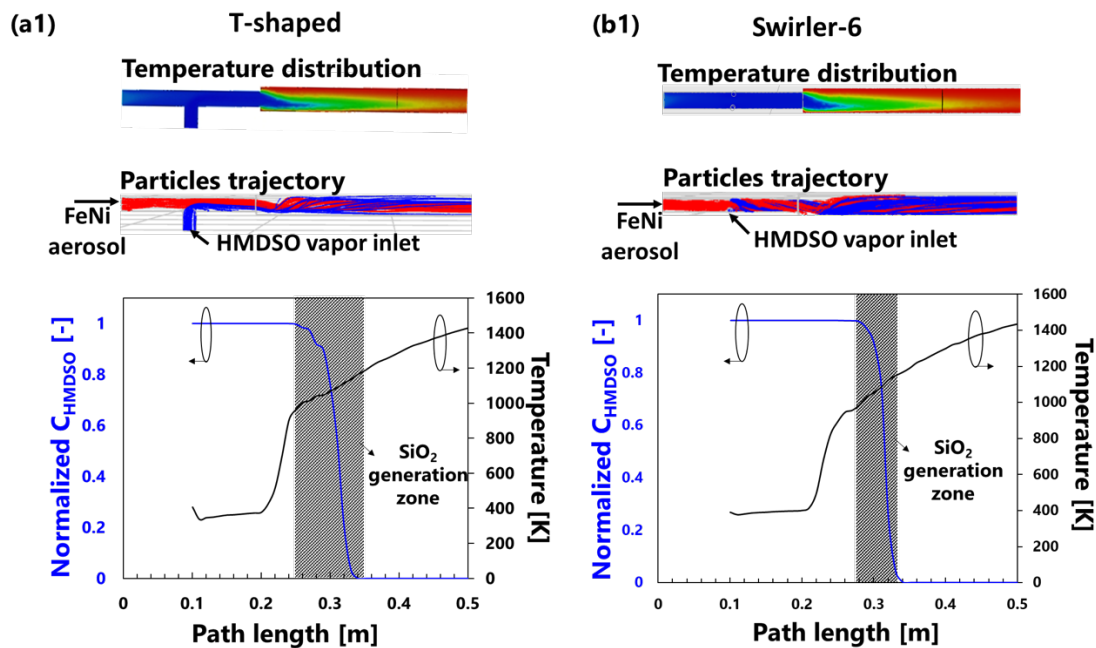 (a1)
T-shaped
Temperature distribution
Particles trajectory
FeNi
aerosol
HMDSO vapor inlet
Normalized C_HMDSO [-]
1
0.8
0.6
0.4
0.2
0
1600
1400
1200
1000
800
600
400
200
0
Temperature [K]
SiO₂
generation
zone
0 0.1 0.2 0.3 0.4 0.5
Path length [m]
(b1)
Swirler-6
Temperature distribution
Particles trajectory
FeNi
aerosol
HMDSO vapor inlet
Normalized C_HMDSO [-]
1
0.8
0.6
0.4
0.2
0
1600
1400
1200
1000
800
600
400
200
0
Temperature [K]
SiO₂
generation
zone
0 0.1 0.2 0.3 0.4 0.5
Path length [m]